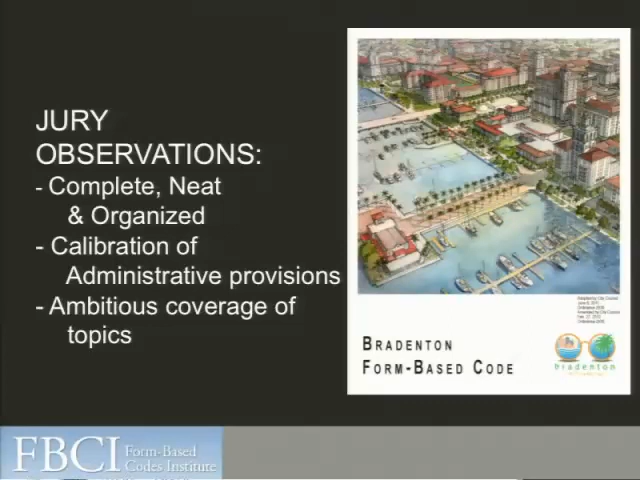 JURY
OBSERVATIONS:
- Complete, Neat
& Organized
- Calibration of
Administrative provisions
- Ambitious coverage of
topics
BRADENTON
FORM-BASED CODE
bradenton
FBCI Form-Based
Codes Institute